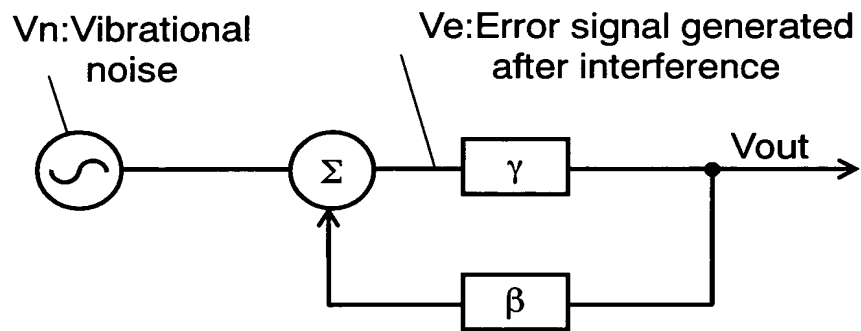 Vn:Vibrational
noise
Ve:Error signal generated
after interference
Σ
γ
Vout
β